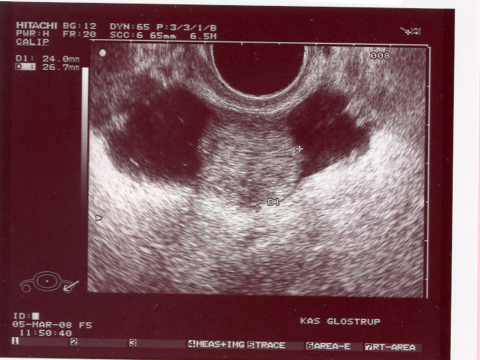 HITACHI BG:12 DYN:65 P:3/3/1/B
PWR:H FR:20 SCC:6 65mm 6.5M
CALIP
008
D1: 24.0mm
26.7mm
D1
ID:
05-MAR-08 F5
11:50:40
KAS GLOSTRUP
1 2 3 4MEAS+IMG 5TRACE 6AREA-E 7RT-AREA